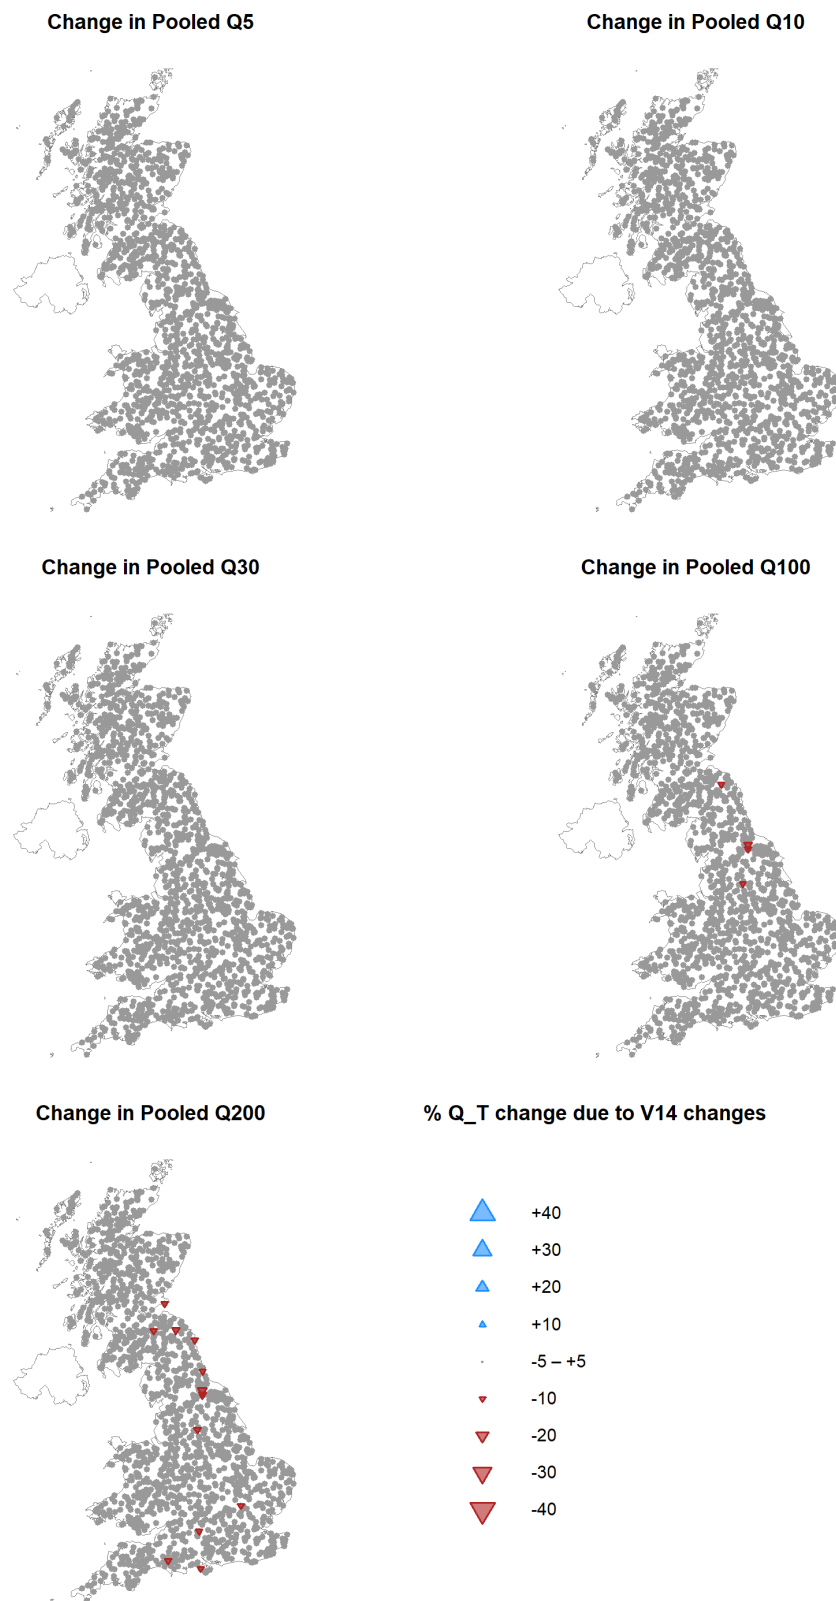 Change in Pooled Q5
Change in Pooled Q10
Change in Pooled Q30
Change in Pooled Q100
Change in Pooled Q200
% Q_T change due to V14 changes
+40
+30
+20
+10
-5 – +5
-10
-20
-30
-40